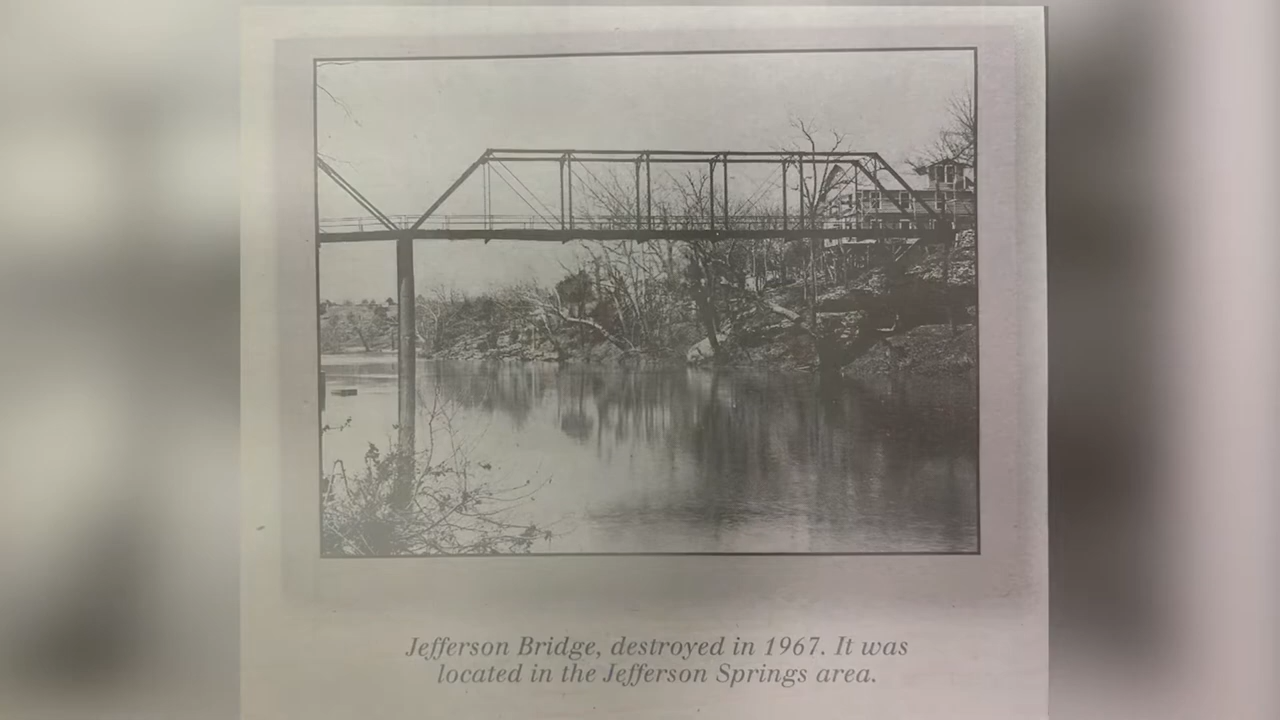 Jefferson Bridge, destroyed in 1967. It was
located in the Jefferson Springs area.